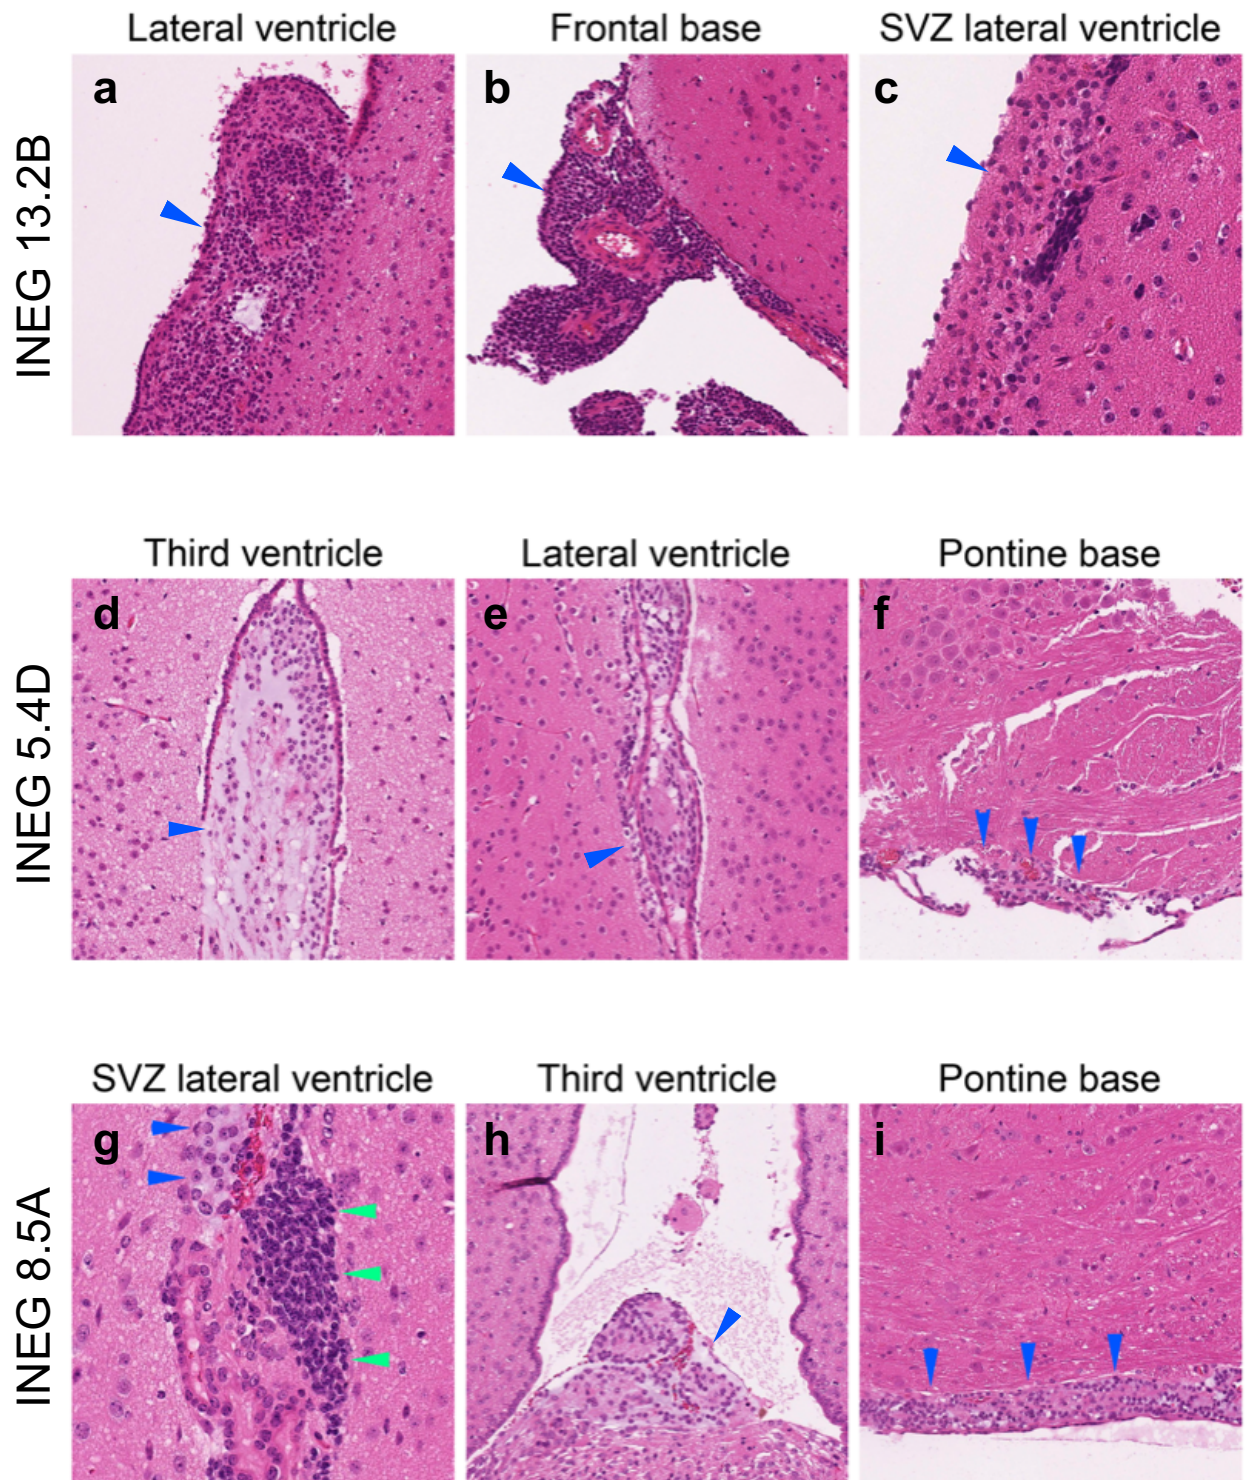 Lateral ventricle
Frontal base
SVZ lateral ventricle
INEG 13.2B
a
b
c
Third ventricle
Lateral ventricle
Pontine base
INEG 5.4D
d
e
f
SVZ lateral ventricle
Third ventricle
Pontine base
INEG 8.5A
g
h
i